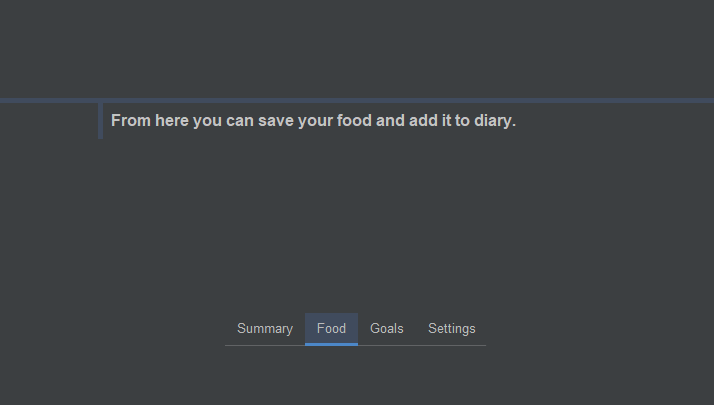 From here you can save your food and add it to diary.
Summary Food Goals Settings